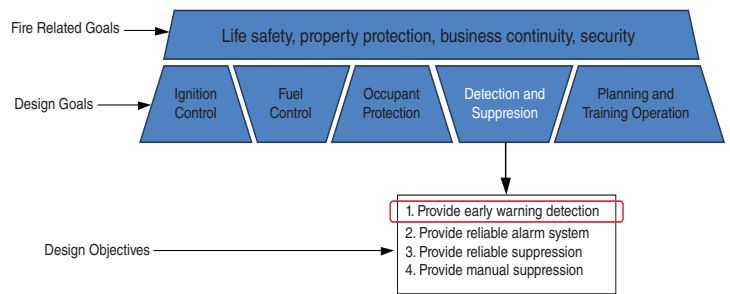 Fire Related Goals
Life safety, property protection, business continuity, security
Design Goals
Ignition
Control
Fuel
Control
Occupant
Protection
Detection and
Suppresion
Planning and
Training Operation
1. Provide early warning detection
2. Provide reliable alarm system
3. Provide reliable suppression
4. Provide manual suppression
Design Objectives